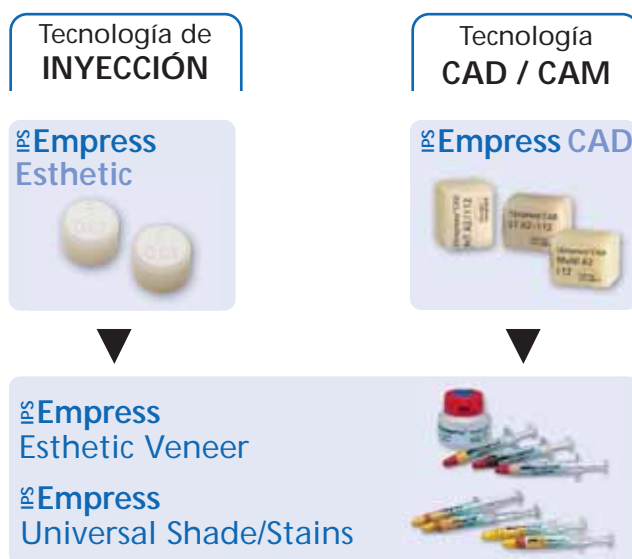 Tecnología de
INYECCIÓN
Tecnología
CAD / CAM
IPS Empress
Esthetic
IPS Empress CAD
IPS Empress
Esthetic Veneer
IPS Empress
Universal Shade/Stains